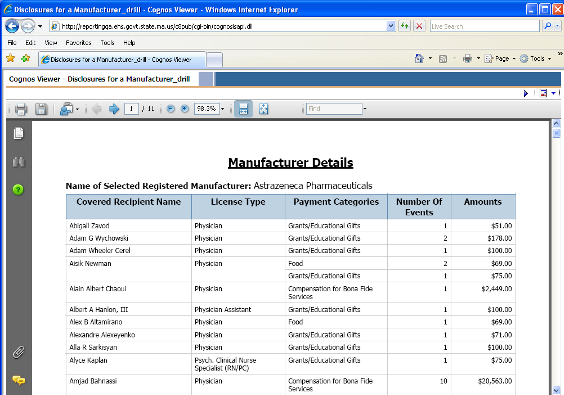 Disclosures for a Manufacturer_drill - Cognos Viewer - Windows Internet Explorer
http://reportingqa.ehs.govt.state.ma.us/c8pub/cgi-bin/cognosisapi.dll
Live Search
File Edit View Favorites Tools Help
Disclosures for a Manufacturer_drill - Cognos Viewer
Page Tools
Cognos Viewer - Disclosures for a Manufacturer_drill
1 / 11 98.3% Find
Manufacturer Details
Name of Selected Registered Manufacturer: Astrazeneca Pharmaceuticals
Covered Recipient Name License Type Payment Categories Number Of Events Amounts
Abigail Zavod Physician Grants/Educational Gifts 1 $51.00
Adam G Wychowski Physician Grants/Educational Gifts 2 $178.00
Adam Wheeler Cerel Physician Grants/Educational Gifts 1 $100.00
Aisik Newman Physician Food 2 $69.00
Grants/Educational Gifts 1 $75.00
Alain Albert Chaoui Physician Compensation for Bona Fide Services 1 $2,449.00
Albert A Hanlon, III Physician Assistant Grants/Educational Gifts 1 $100.00
Alex B Altamirano Physician Food 1 $69.00
Alexandre Alexeyenko Physician Grants/Educational Gifts 1 $71.00
Alla R Sarkisyan Physician Grants/Educational Gifts 1 $100.00
Alyce Kaplan Psych. Clinical Nurse Specialist (RN/PC) Grants/Educational Gifts 1 $75.00
Amjad Bahnassi Physician Compensation for Bona Fide Services 10 $20,563.00